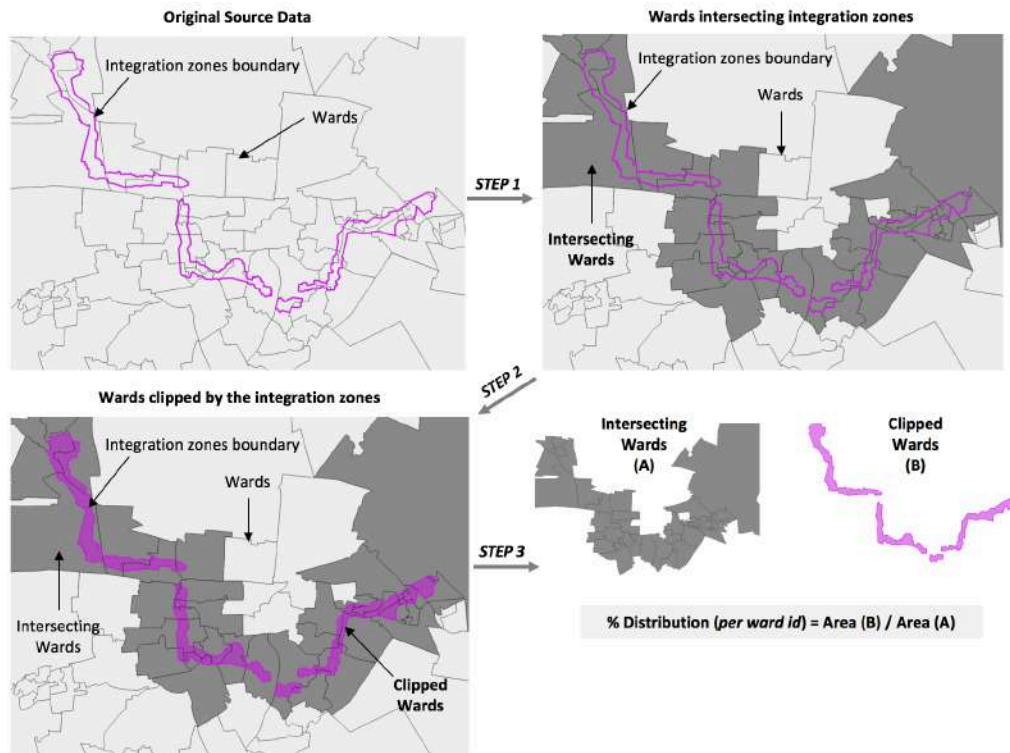 Original Source Data
Integration zones boundary
Wards
STEP 1
Wards intersecting integration zones
Integration zones boundary
Wards
Intersecting
Wards
STEP 2
Wards clipped by the integration zones
Integration zones boundary
Wards
Intersecting
Wards
Clipped
Wards
STEP 3
Intersecting
Wards
(A)
Clipped
Wards
(B)
% Distribution (per ward id) = Area (B) / Area (A)